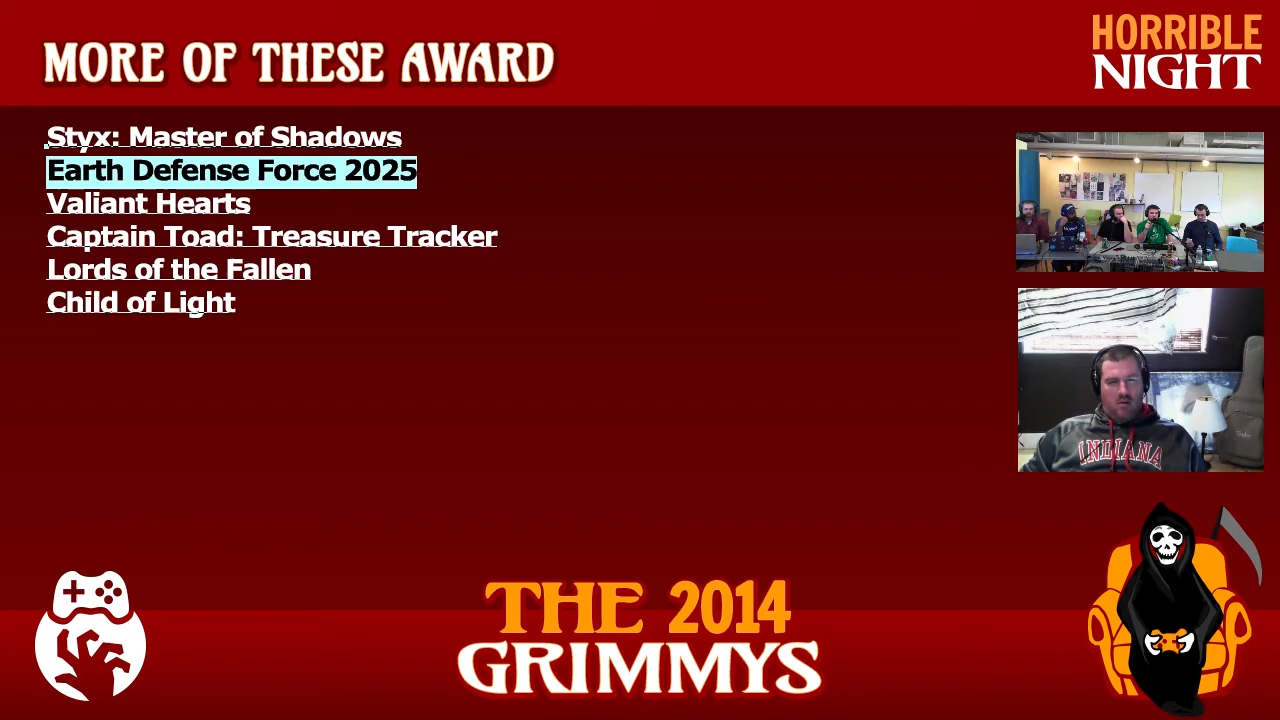 MORE OF THESE AWARD
HORRIBLE
NIGHT
Styx: Master of Shadows
Earth Defense Force 2025
Valiant Hearts
Captain Toad: Treasure Tracker
Lords of the Fallen
Child of Light
INDIANA
THE 2014
GRIMMYS